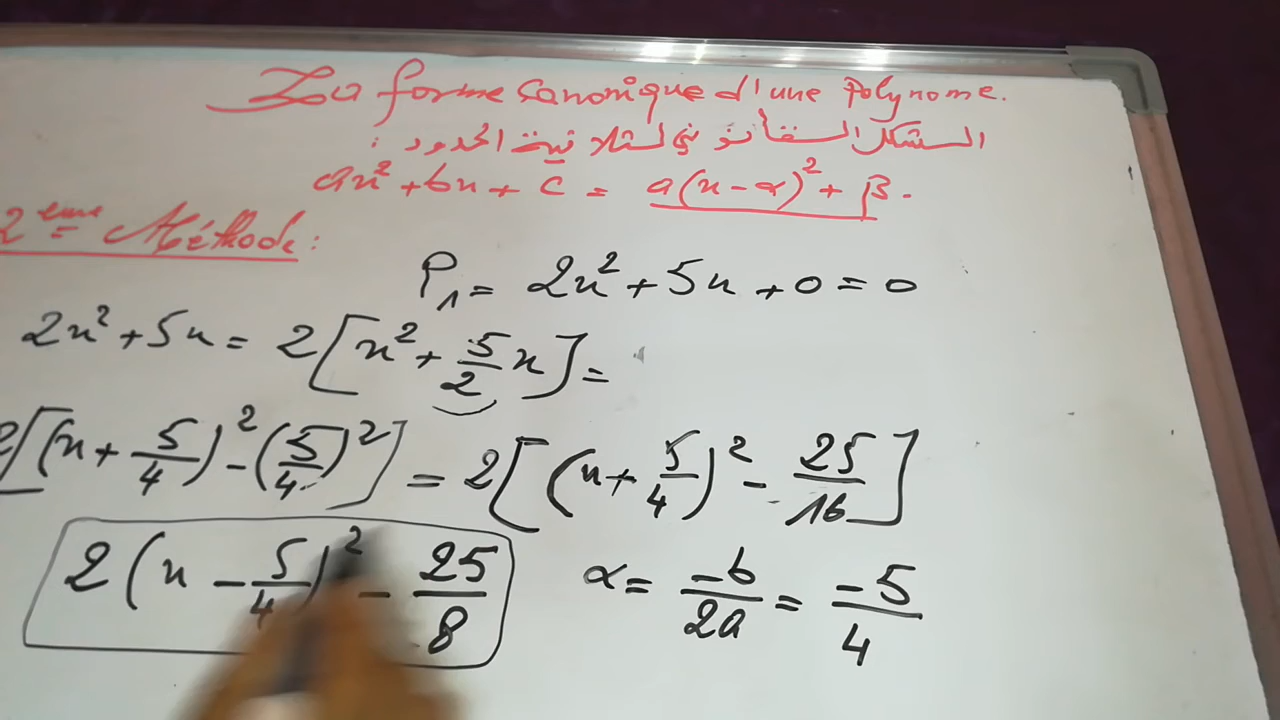 La forme canonique d'une Polynome.
الشكل النموذجي لثلاثية الحدود :
ax² + bx + c = a(x - α)² + β.
2ème Méthode :
P₁ = 2x² + 5x + 0 = 0
2x² + 5x = 2[x² + 5/2 x] =
2[(x + 5/4)² - (5/4)²] = 2[(x + 5/4)² - 25/16]
2(x - 5/4)² - 25/8 α = -b/2a = -5/4